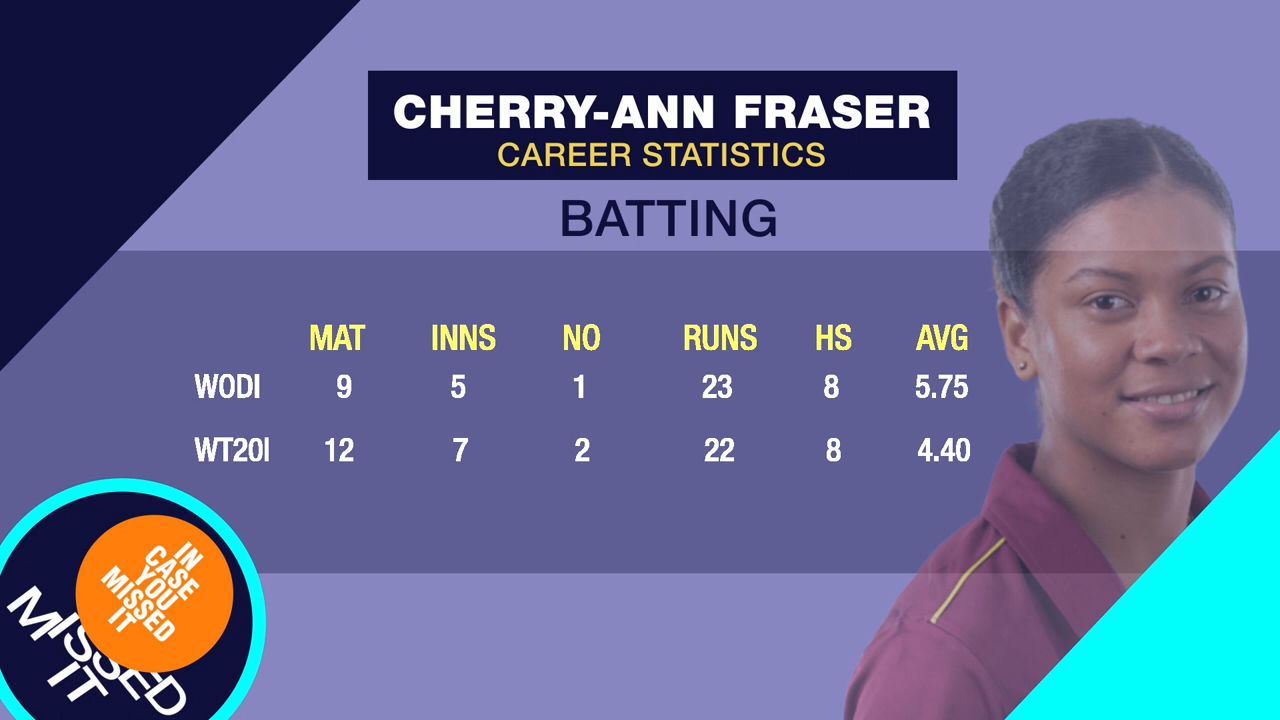 CHERRY-ANN FRASER
CAREER STATISTICS
BATTING
MAT INNS NO RUNS HS AVG
WODI 9 5 1 23 8 5.75
WT20I 12 7 2 22 8 4.40
IN
CASE
YOU
MISSED
IT
MISSED
IT